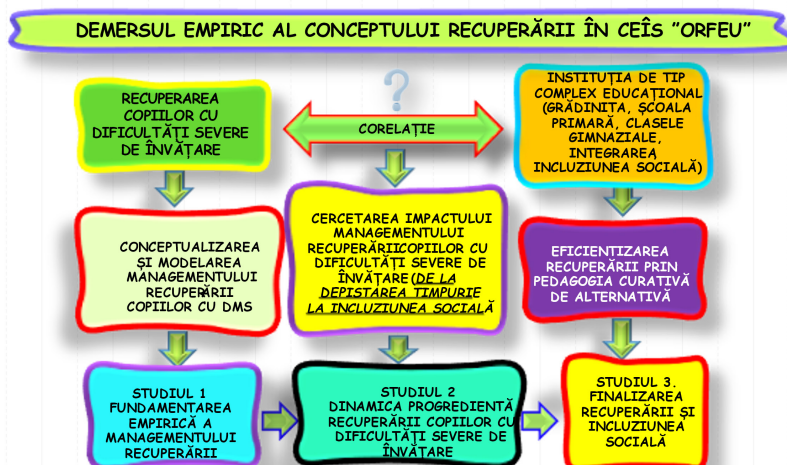 DEMERSUL EMPIRIC AL CONCEPTULUI RECUPERĂRII ÎN CEÎS "ORFEU"
RECUPERAREA
COPIILOR CU
DIFICULTĂȚI SEVERE
DE ÎNVĂȚARE
?
CORELAȚIE
INSTITUȚIA DE TIP
COMPLEX EDUCAȚIONAL
(GRĂDINIȚA, ȘCOALA
PRIMARĂ, CLASELE
GIMNAZIALE,
INTEGRAREA
INCLUZIUNEA SOCIALĂ)
CONCEPTUALIZAREA
ȘI MODELAREA
MANAGEMENTULUI
RECUPERĂRII
COPIILOR CU DMS
CERCETAREA IMPACTULUI
MANAGEMENTULUI
RECUPERĂRIICOPIILOR CU
DIFICULTĂȚI SEVERE DE
ÎNVĂȚARE(DE LA
DEPISTAREA TIMPURIE
LA INCLUZIUNEA SOCIALĂ
EFICIENTIZAREA
RECUPERĂRII PRIN
PEDAGOGIA CURATIVĂ
DE ALTERNATIVĂ
STUDIUL 1
FUNDAMENTAREA
EMPIRICĂ A
MANAGEMENTULUI
RECUPERĂRII
STUDIUL 2
DINAMICA PROGREDIENTĂ
RECUPERĂRII COPIILOR CU
DIFICULTĂȚI SEVERE DE
ÎNVĂȚARE
STUDIUL 3.
FINALIZAREA
RECUPERĂRII ȘI
INCLUZIUNEA
SOCIALĂ